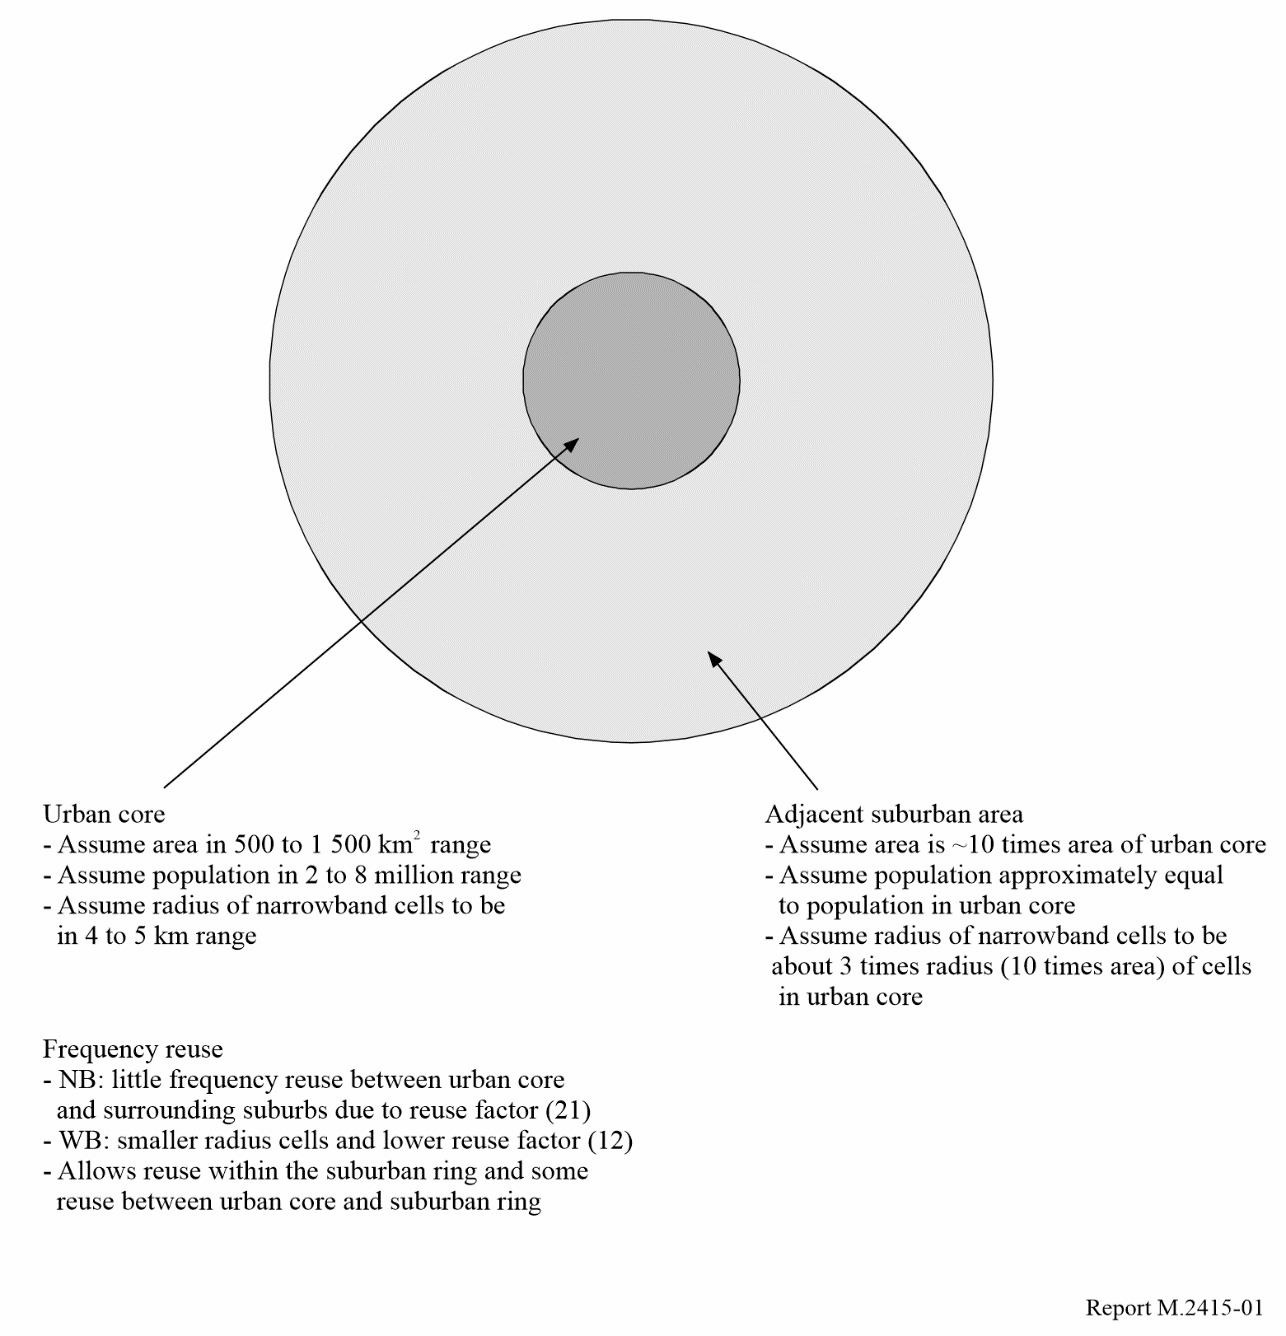 Urban core
- Assume area in 500 to 1 500 km² range
- Assume population in 2 to 8 million range
- Assume radius of narrowband cells to be
in 4 to 5 km range
Adjacent suburban area
- Assume area is ~10 times area of urban core
- Assume population approximately equal
to population in urban core
- Assume radius of narrowband cells to be
about 3 times radius (10 times area) of cells
in urban core
Frequency reuse
- NB: little frequency reuse between urban core
and surrounding suburbs due to reuse factor (21)
- WB: smaller radius cells and lower reuse factor (12)
- Allows reuse within the suburban ring and some
reuse between urban core and suburban ring
Report M.2415-01